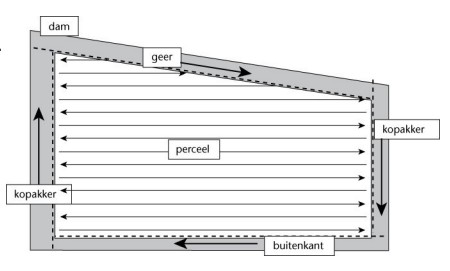 dam
geer
kopakker
perceel
kopakker
buitenkant